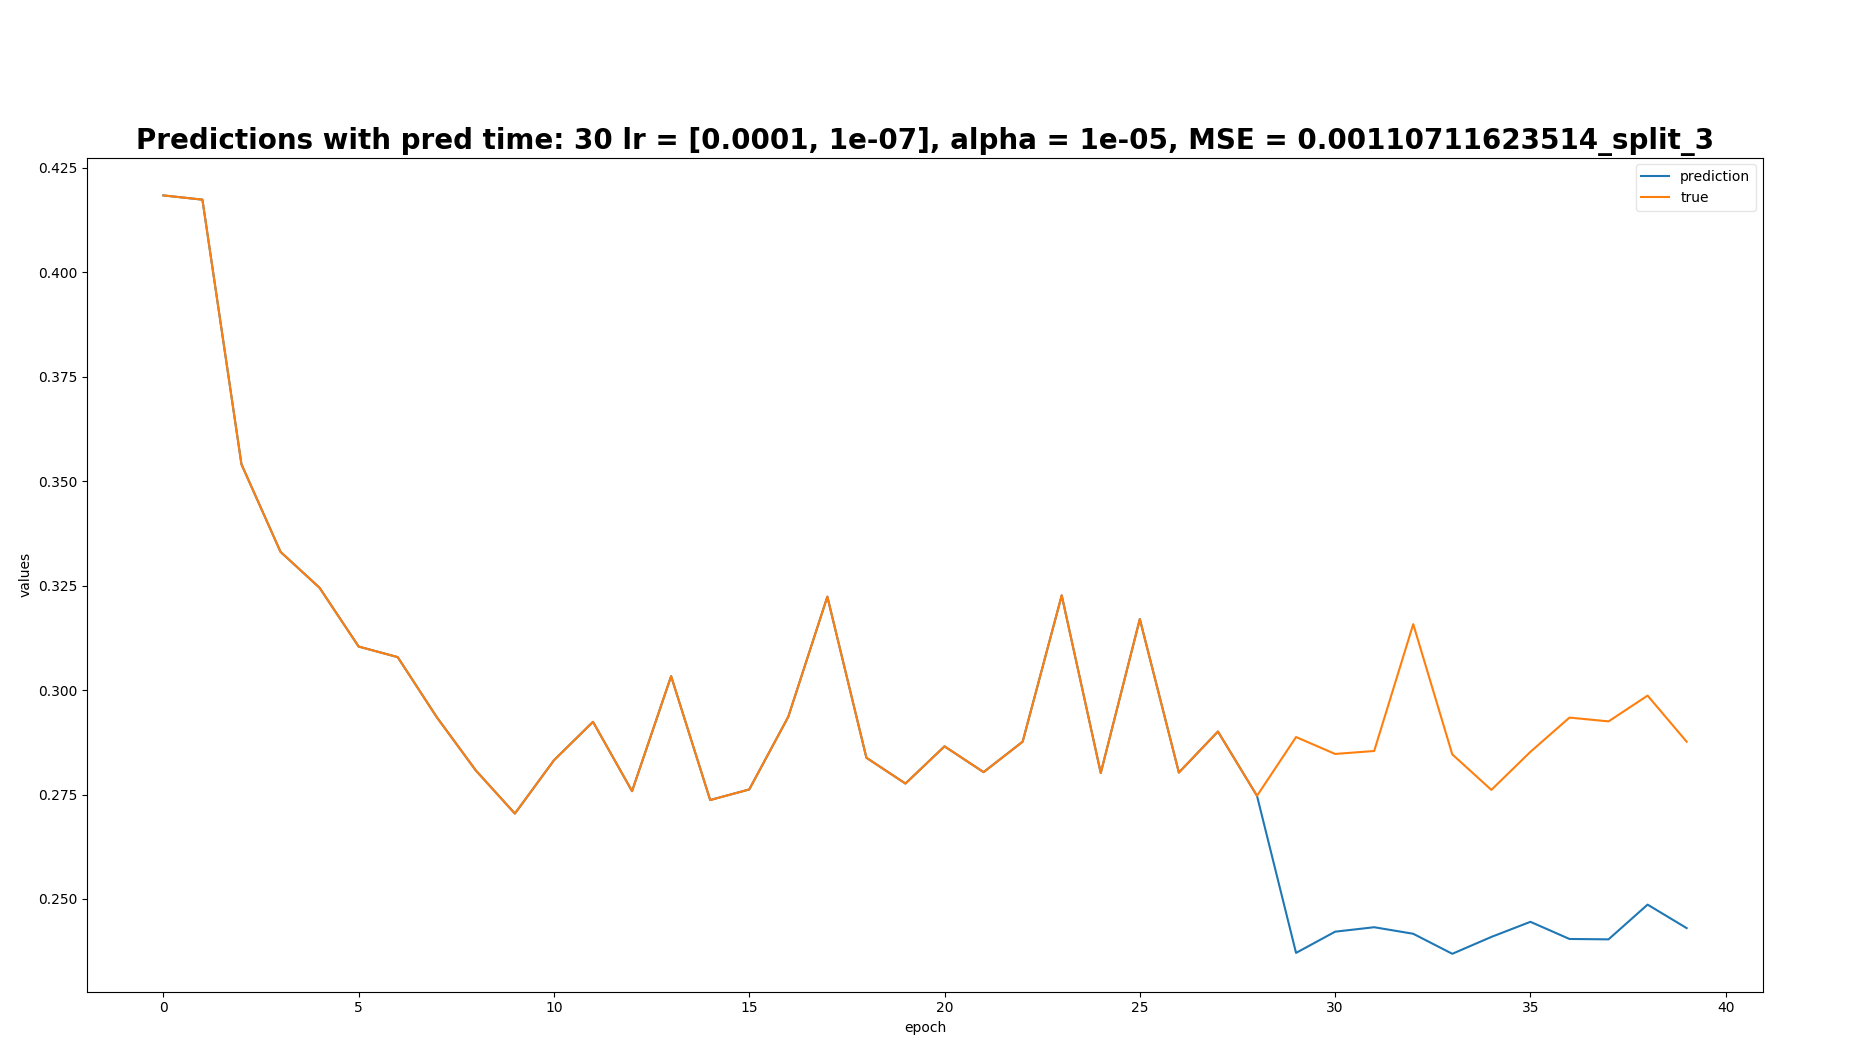 Predictions with pred time: 30 lr = [0.0001, 1e-07], alpha = 1e-05, MSE = 0.00110711623514_split_3
prediction
true
0.425
0.400
0.375
0.350
0.325
0.300
0.275
0.250
values
0 5 10 15 20 25 30 35 40
epoch